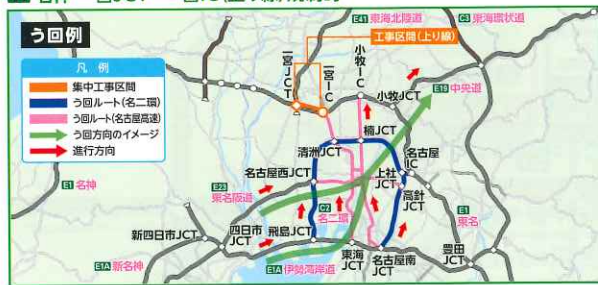 う回例
凡例
集中工事区間
う回ルート(名二環)
う回ルート(名古屋高速)
う回方向のイメージ
進行方向
E41 東海北陸道
C3 東海環状道
工事区間(上り線)
一宮JCT
一宮IC
小牧IC
小牧JCT
E19 中央道
清洲JCT
楠JCT
名古屋IC
名古屋西JCT
上社JCT
高針JCT
E1 名神
E23 東名阪道
C2 名二環
E1 東名
新四日市JCT
四日市JCT
飛島JCT
東海JCT
名古屋南JCT
豊田JCT
E1A 新名神
E1A 伊勢湾岸道